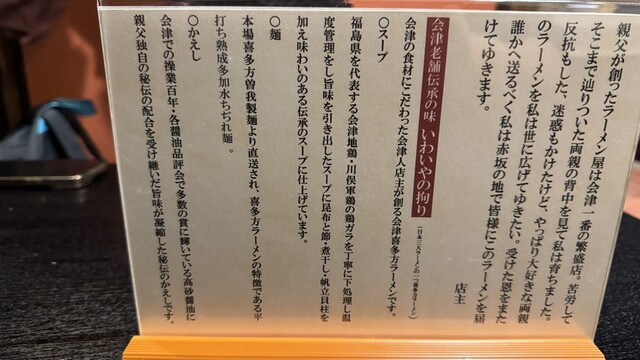 親父が創ったラーメン屋は会津一番の繁盛店。苦労して
そこまで辿りついた両親の背中を見て私は育ちました。
反抗もした、迷惑もかけたけど、やっぱり大好きな両親
のラーメンを私は世に広げてゆきたい。受けた恩をまた
誰かへ送るべく私は赤坂の地で皆様にこのラーメンを届
けてゆきます。
店主
会津老舗伝承の味 いわいやの拘り
(日本三大ラーメンの一つ喜多方ラーメン)
会津の食材にこだわった会津人店主が創る会津喜多方ラーメンです。
○スープ
福島県を代表する会津地鶏・川俣軍鶏の鶏ガラを丁寧に下処理し温
度管理をし旨味を引き出したスープに昆布と節・煮干し・帆立貝柱を
加え味わいのある伝承のスープに仕上げています。
○麺
本場喜多方曽我製麺より直送され、喜多方ラーメンの特徴である平
打ち熟成多加水ちぢれ麺。
○かえし
会津での操業百年・各醤油品評会で多数の賞に輝いている高砂醤油に
親父独自の秘伝の配合を受け継いだ旨味が凝縮した秘伝のかえしです。